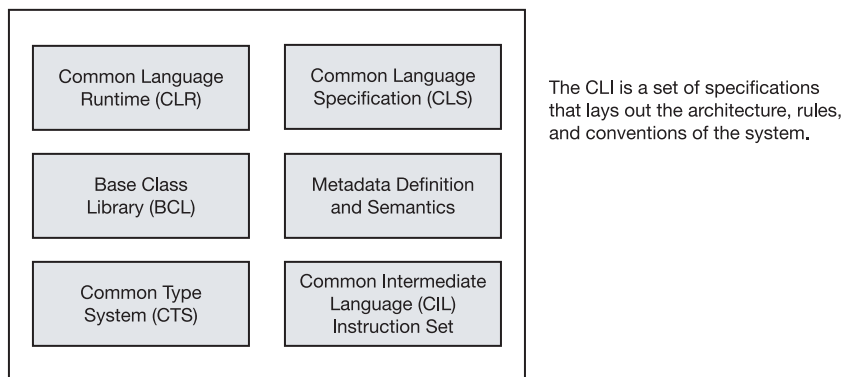 Common Language
Runtime (CLR)
Common Language
Specification (CLS)
The CLI is a set of specifications
that lays out the architecture, rules,
and conventions of the system.
Base Class
Library (BCL)
Metadata Definition
and Semantics
Common Type
System (CTS)
Common Intermediate
Language (CIL)
Instruction Set